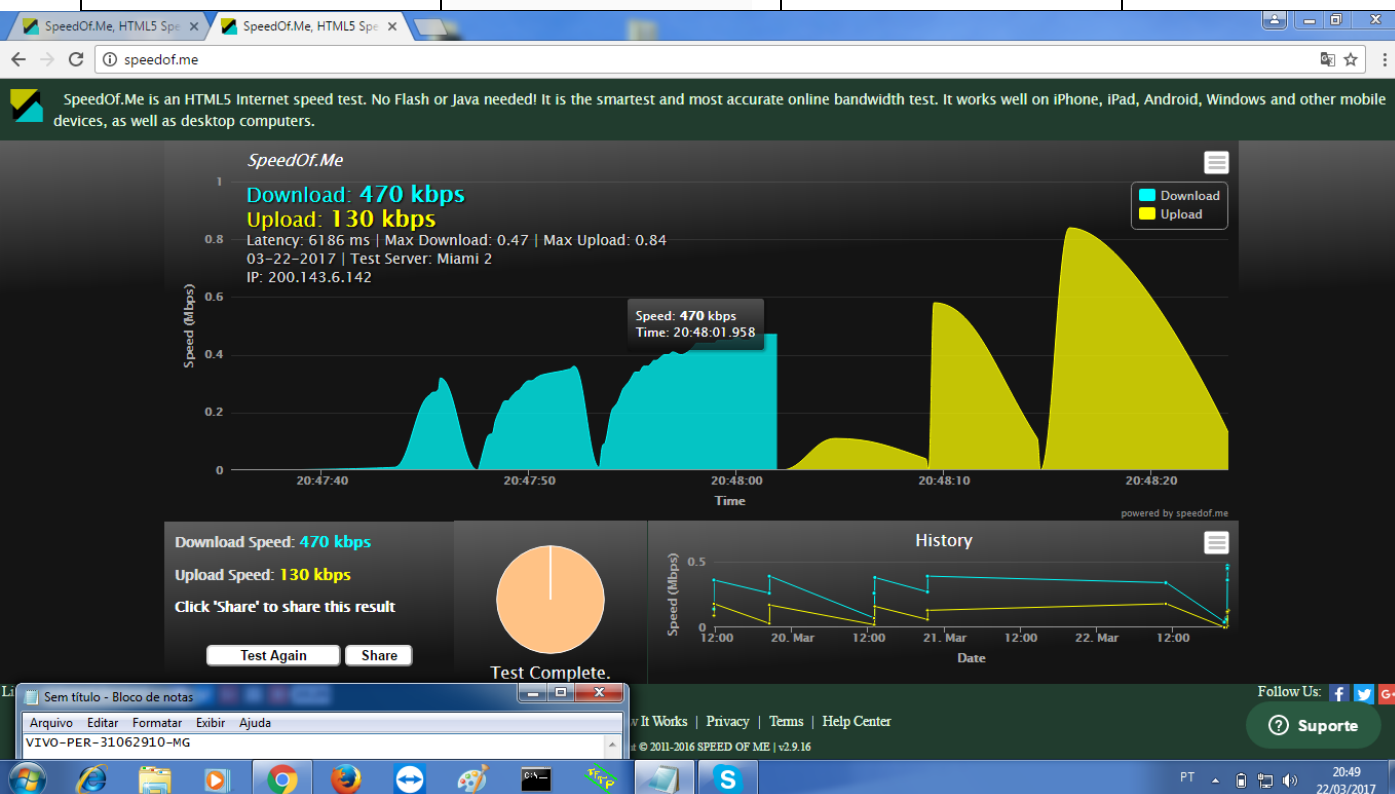 SpeedOf.Me, HTML5 Spe
SpeedOf.Me, HTML5 Spe
speedof.me
SpeedOf.Me is an HTML5 Internet speed test. No Flash or Java needed! It is the smartest and most accurate online bandwidth test. It works well on iPhone, iPad, Android, Windows and other mobile
devices, as well as desktop computers.
SpeedOf.Me
Download: 470 kbps
Upload: 130 kbps
Latency: 6186 ms | Max Download: 0.47 | Max Upload: 0.84
03-22-2017 | Test Server: Miami 2
IP: 200.143.6.142
Download
Upload
Speed (Mbps)
1
0.8
0.6
0.4
0.2
0
Speed: 470 kbps
Time: 20:48:01.958
20:47:40 20:47:50 20:48:00 20:48:10 20:48:20
Time
powered by speedof.me
Download Speed: 470 kbps
Upload Speed: 130 kbps
Click 'Share' to share this result
Test Again Share
Test Complete.
History
Speed (Mbps)
0.5
0
12:00 20. Mar 12:00 21. Mar 12:00 22. Mar 12:00
Date
Li
Follow Us: f G+
Sem título - Bloco de notas
Arquivo Editar Formatar Exibir Ajuda
VIVO-PER-31062910-MG
w It Works | Privacy | Terms | Help Center
© 2011-2016 SPEED OF ME | v2.9.16
Suporte
C:\_
TFTP
S
PT
20:49
22/03/2017